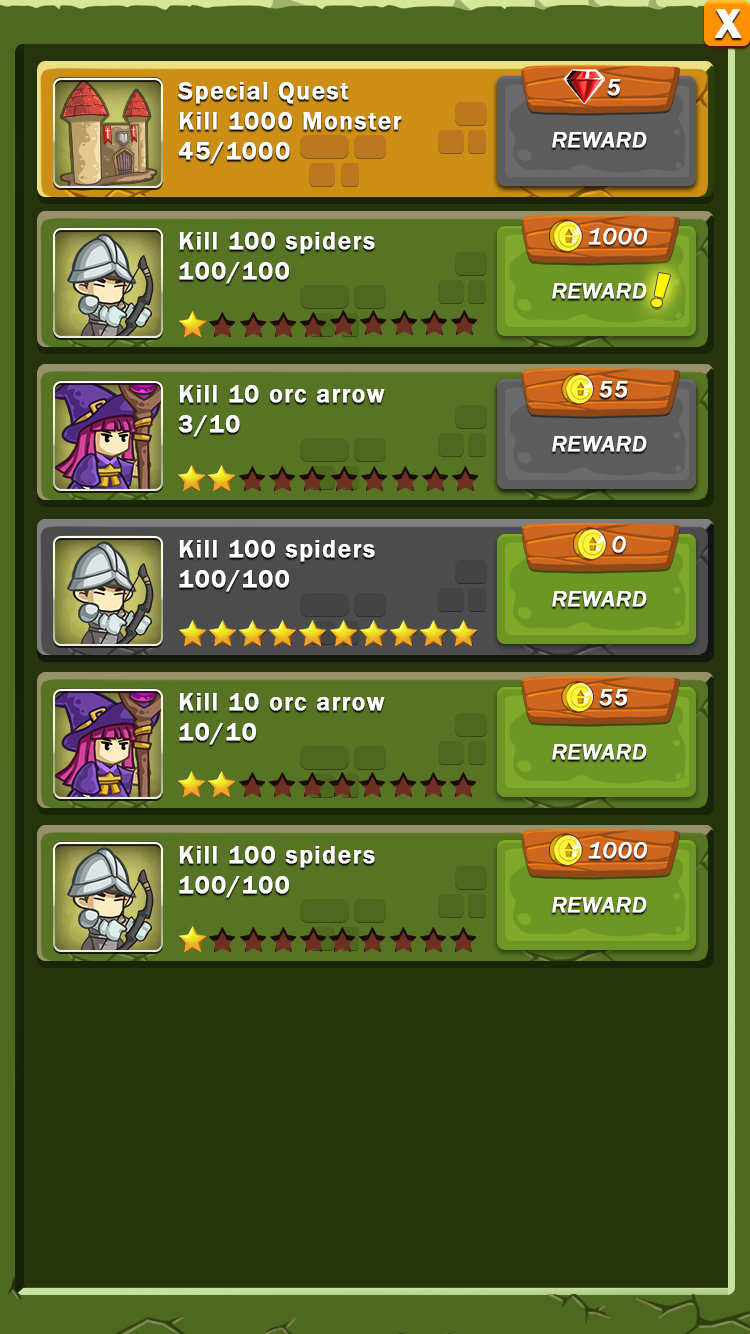 X
Special Quest
Kill 1000 Monster
45/1000
5
REWARD
Kill 100 spiders
100/100
1000
REWARD!
Kill 10 orc arrow
3/10
55
REWARD
Kill 100 spiders
100/100
0
REWARD
Kill 10 orc arrow
10/10
55
REWARD
Kill 100 spiders
100/100
1000
REWARD